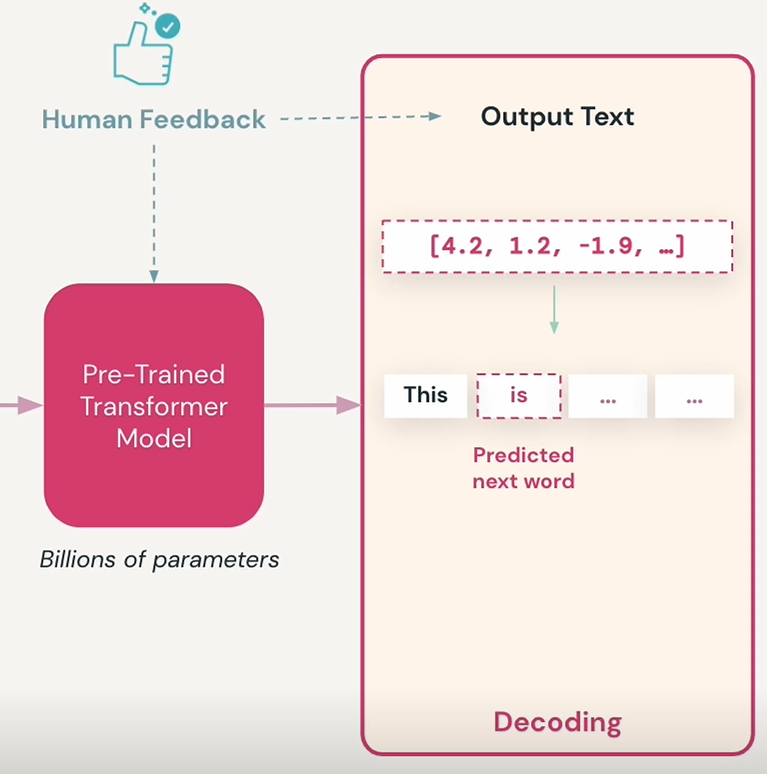 Human Feedback
Output Text
[4.2, 1.2, -1.9, …]
Pre-Trained
Transformer
Model
This is … …
Predicted
next word
Billions of parameters
Decoding